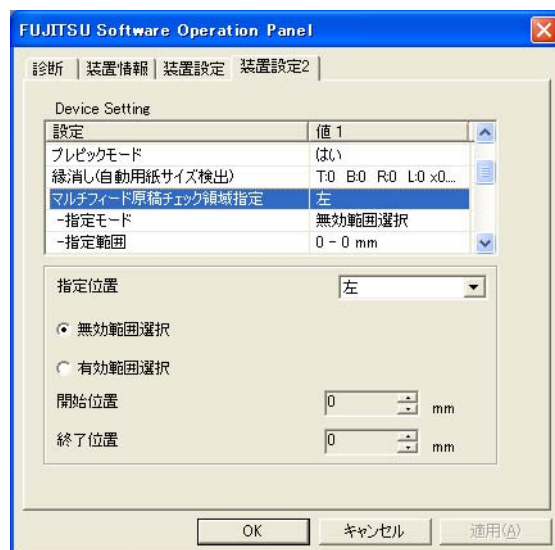 FUJITSU Software Operation Panel
診断 装置情報 装置設定 装置設定2
Device Setting
設定 値 1
プレピックモード はい
縁消し(自動用紙サイズ検出) T:0 B:0 R:0 L:0 x0...
マルチフィード原稿チェック領域指定 左
-指定モード 無効範囲選択
-指定範囲 0 - 0 mm
指定位置 左
無効範囲選択
有効範囲選択
開始位置 0 mm
終了位置 0 mm
OK キャンセル 適用(A)